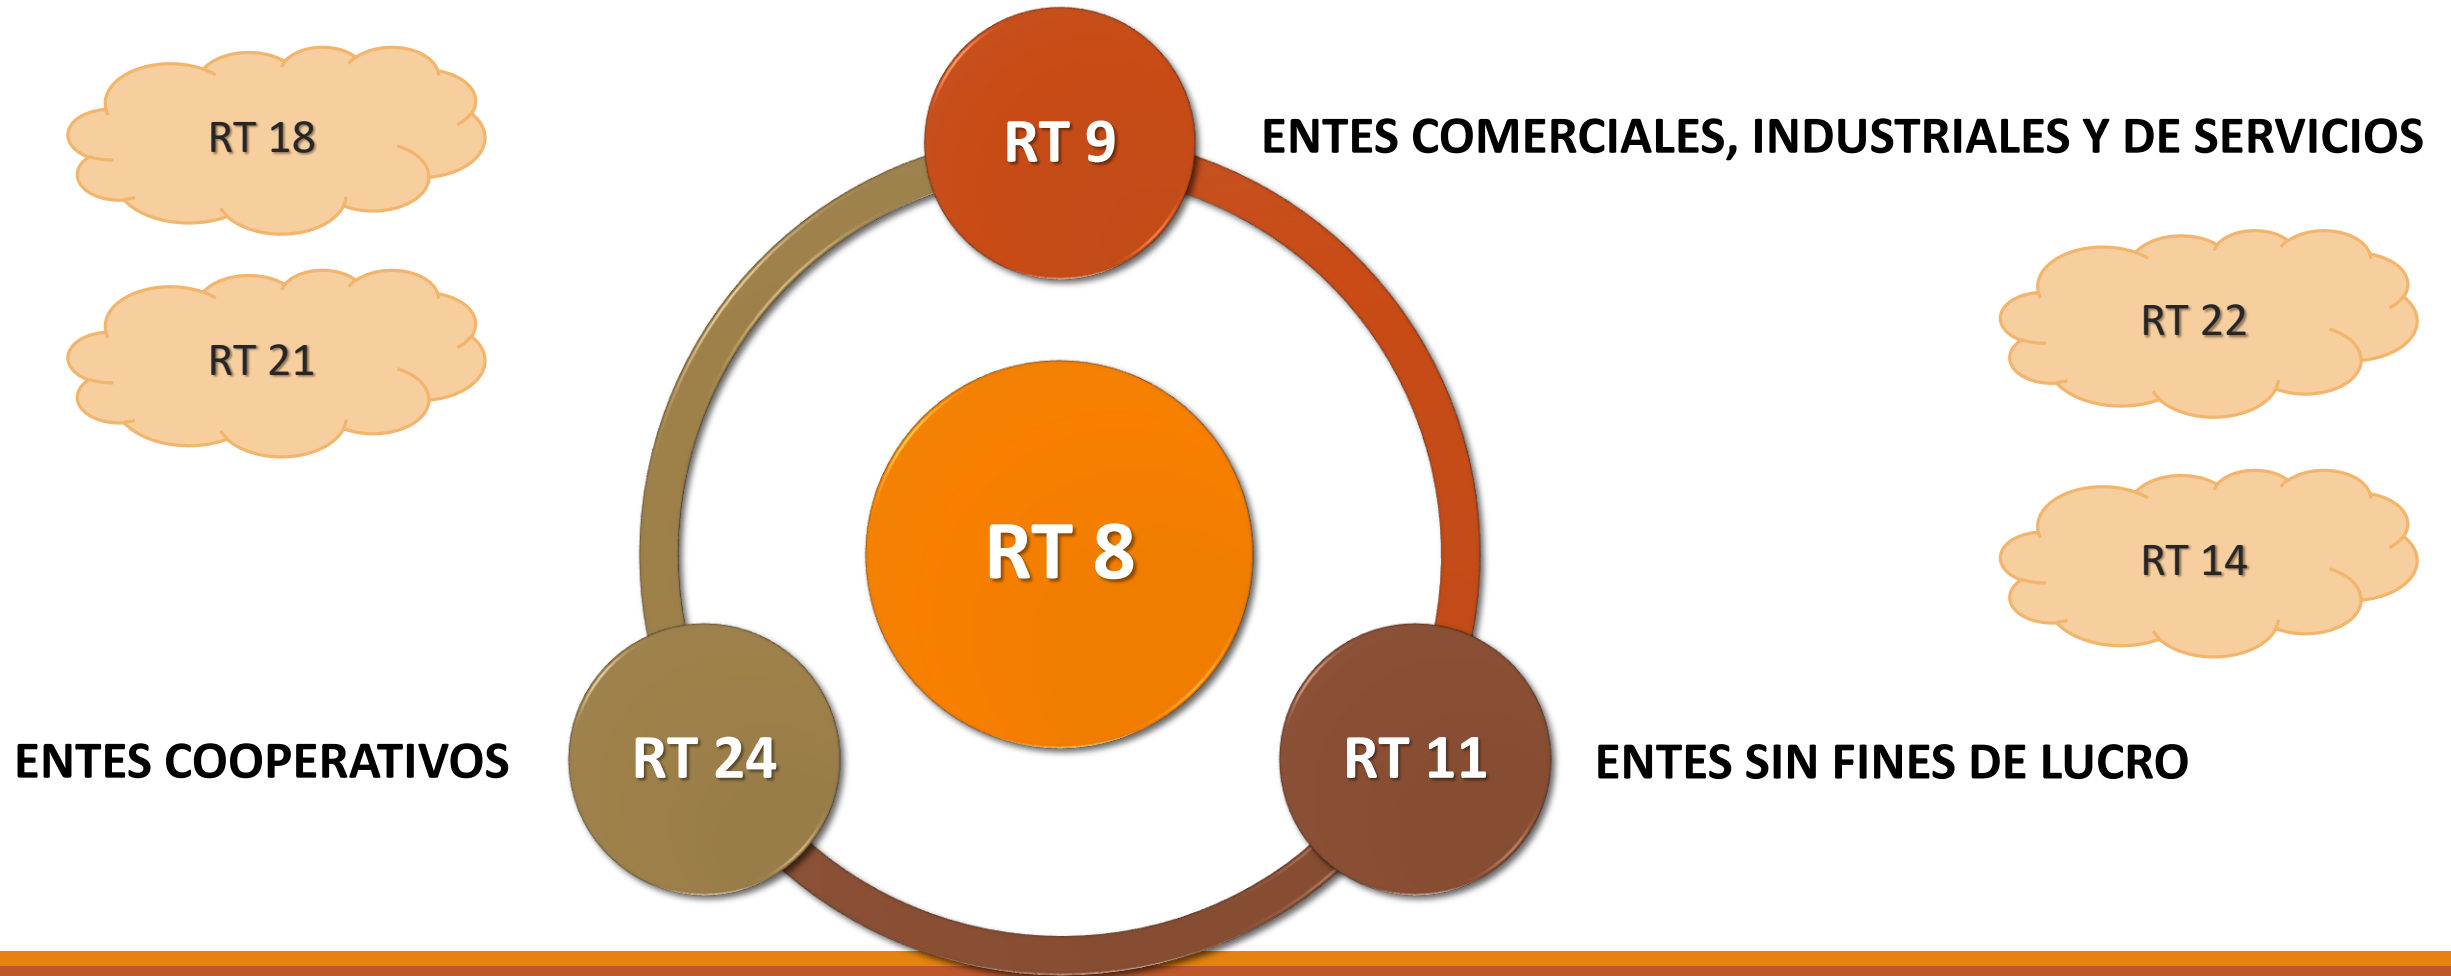 RT 18
RT 9
ENTES COMERCIALES, INDUSTRIALES Y DE SERVICIOS
RT 21
RT 22
RT 8
RT 14
ENTES COOPERATIVOS
RT 24
RT 11
ENTES SIN FINES DE LUCRO